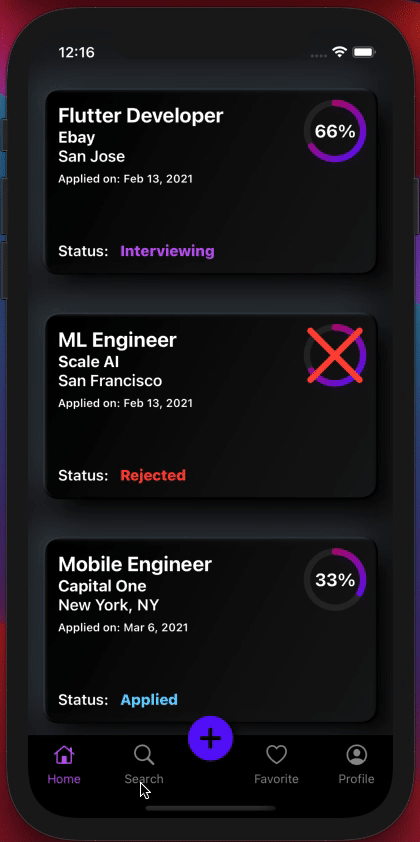 12:16
Flutter Developer
66%
Ebay
San Jose
Applied on: Feb 13, 2021
Status: Interviewing
ML Engineer
Scale AI
San Francisco
Applied on: Feb 13, 2021
Status: Rejected
Mobile Engineer
33%
Capital One
New York, NY
Applied on: Mar 6, 2021
Status: Applied
+
Home Search Favorite Profile